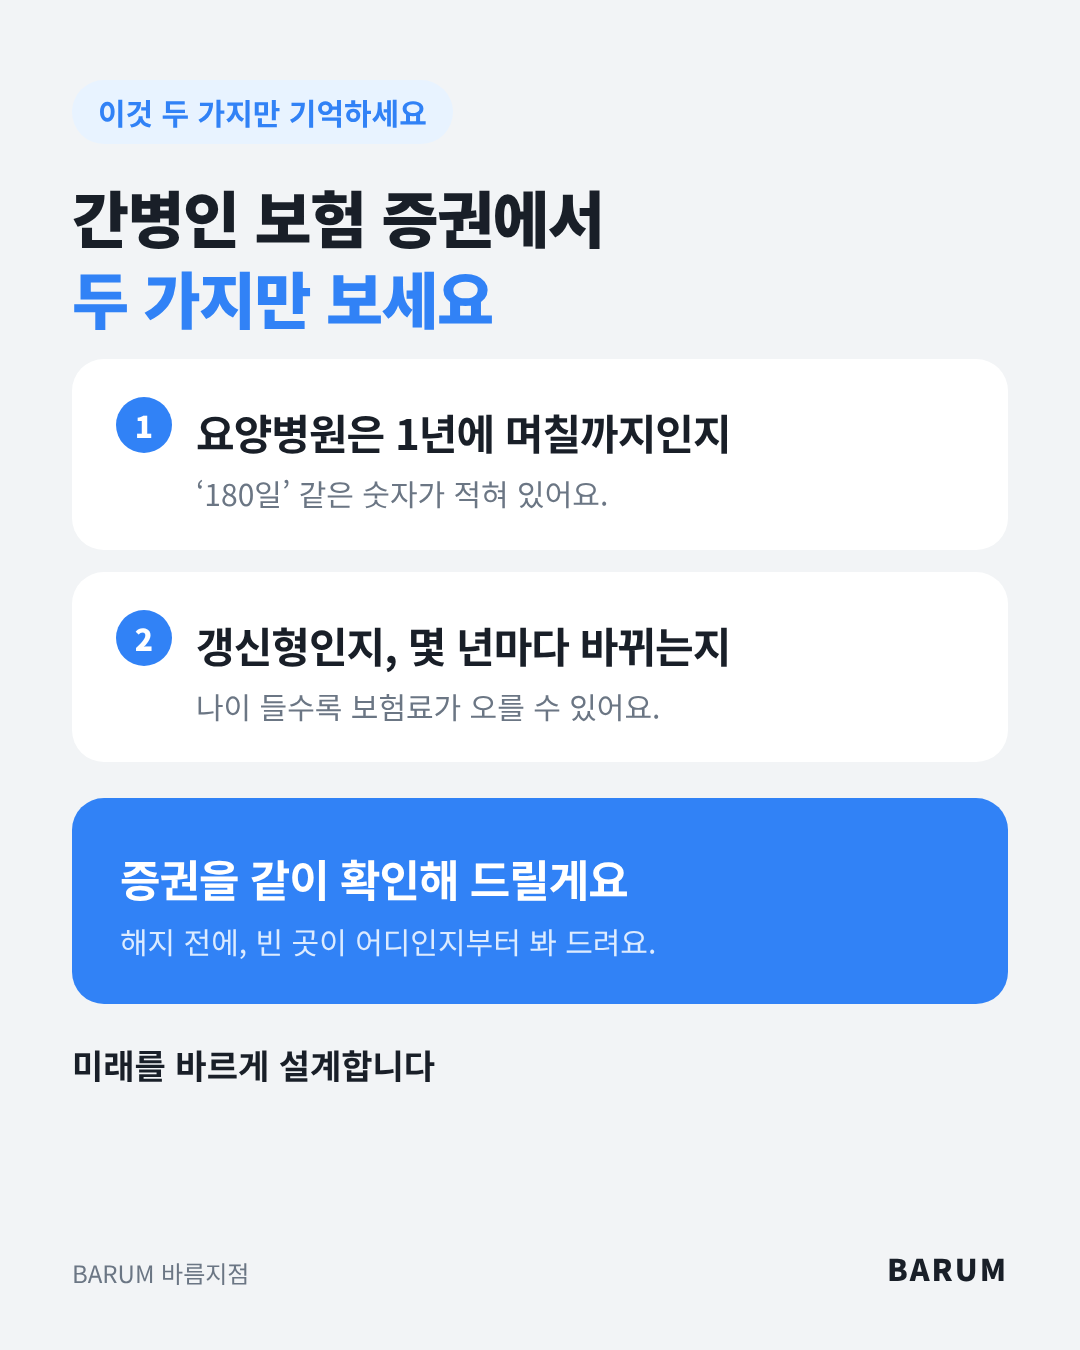 이것 두 가지만 기억하세요
간병인 보험 증권에서
두 가지만 보세요
1
요양병원은 1년에 며칠까지인지
‘180일’ 같은 숫자가 적혀 있어요.
2
갱신형인지, 몇 년마다 바뀌는지
나이 들수록 보험료가 오를 수 있어요.
증권을 같이 확인해 드릴게요
해지 전에, 빈 곳이 어디인지부터 봐 드려요.
미래를 바르게 설계합니다
BARUM 바름지점
BARUM